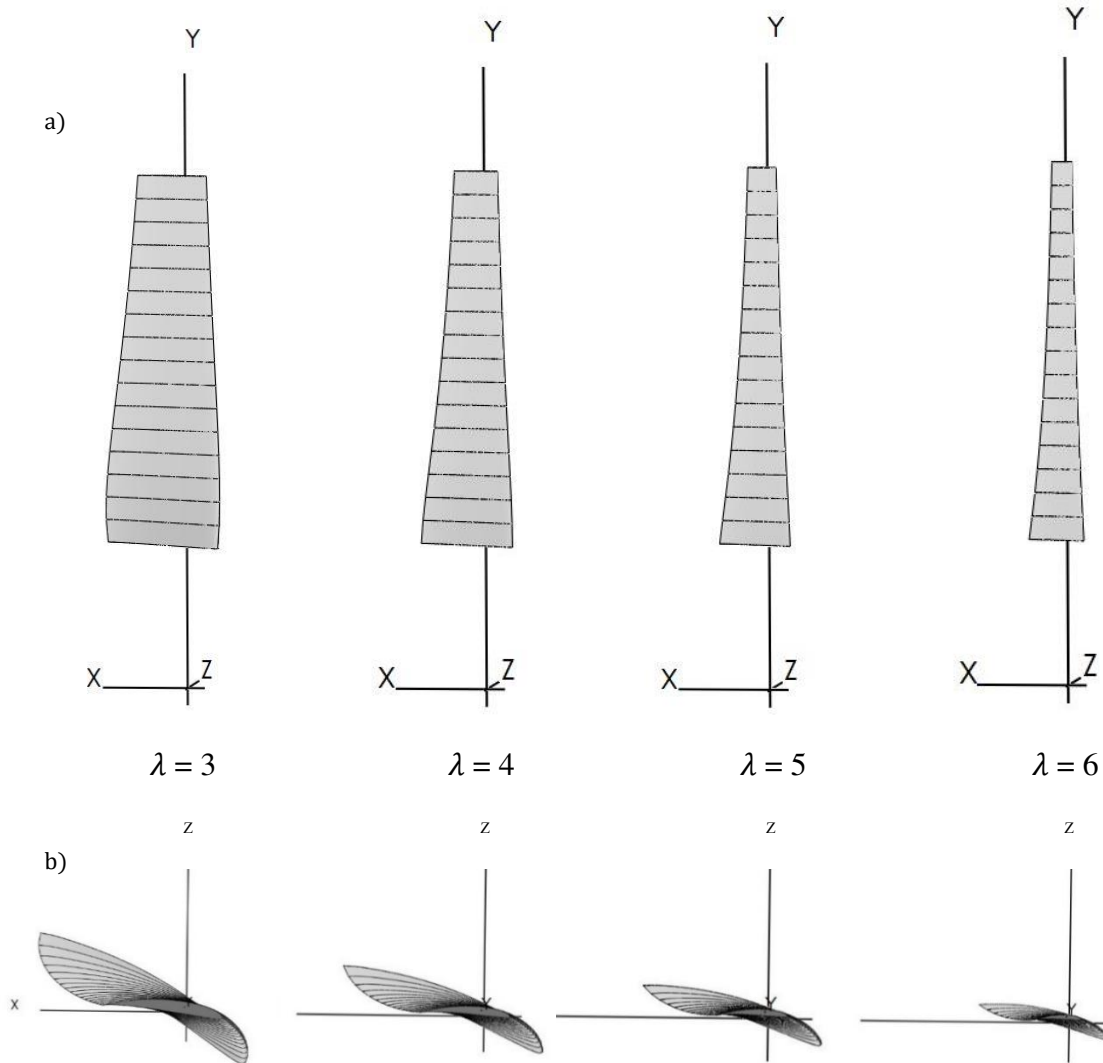 Y Y Y Y
a)
X Z X Z X Z X Z
λ = 3 λ = 4 λ = 5 λ = 6
z z z z
b)
Y Y Y
x